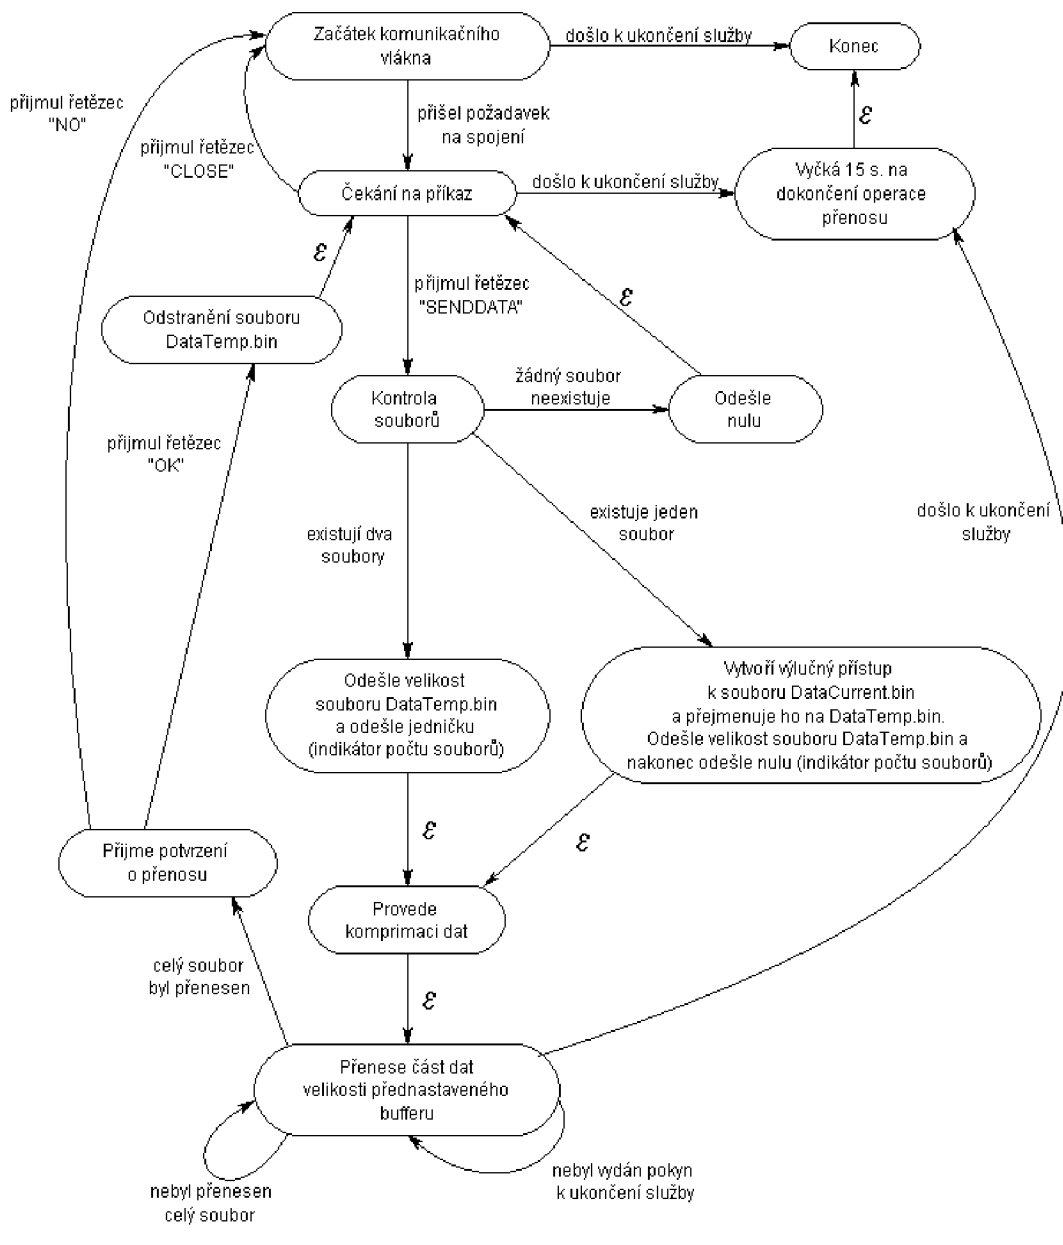 Začátek komunikačního
vlákna
došlo k ukončení služby
Konec
přijmul řetězec
"NO"
přišel požadavek
na spojení
ε
přijmul řetězec
"CLOSE"
Čekání na příkaz
došlo k ukončení služby
Vyčká 15 s. na
dokončení operace
přenosu
ε
přijmul řetězec
"SENDDATA"
ε
Odstranění souboru
DataTemp.bin
žádný soubor
neexistuje
Kontrola
souborů
Odešle
nulu
přijmul řetězec
"OK"
existují dva
soubory
existuje jeden
soubor
došlo k ukončení
služby
Odešle velikost
souboru DataTemp.bin
a odešle jedničku
(indikátor počtu souborů)
Vytvoří výlučný přístup
k souboru DataCurrent.bin
a přejmenuje ho na DataTemp.bin.
Odešle velikost souboru DataTemp.bin a
nakonec odešle nulu (indikátor počtu souborů)
ε
ε
Přijme potvrzení
o přenosu
Provede
komprimaci dat
celý soubor
byl přenesen
ε
Přenese část dat
velikosti přednastaveného
bufferu
nebyl přenesen
celý soubor
nebyl vydán pokyn
k ukončení služby